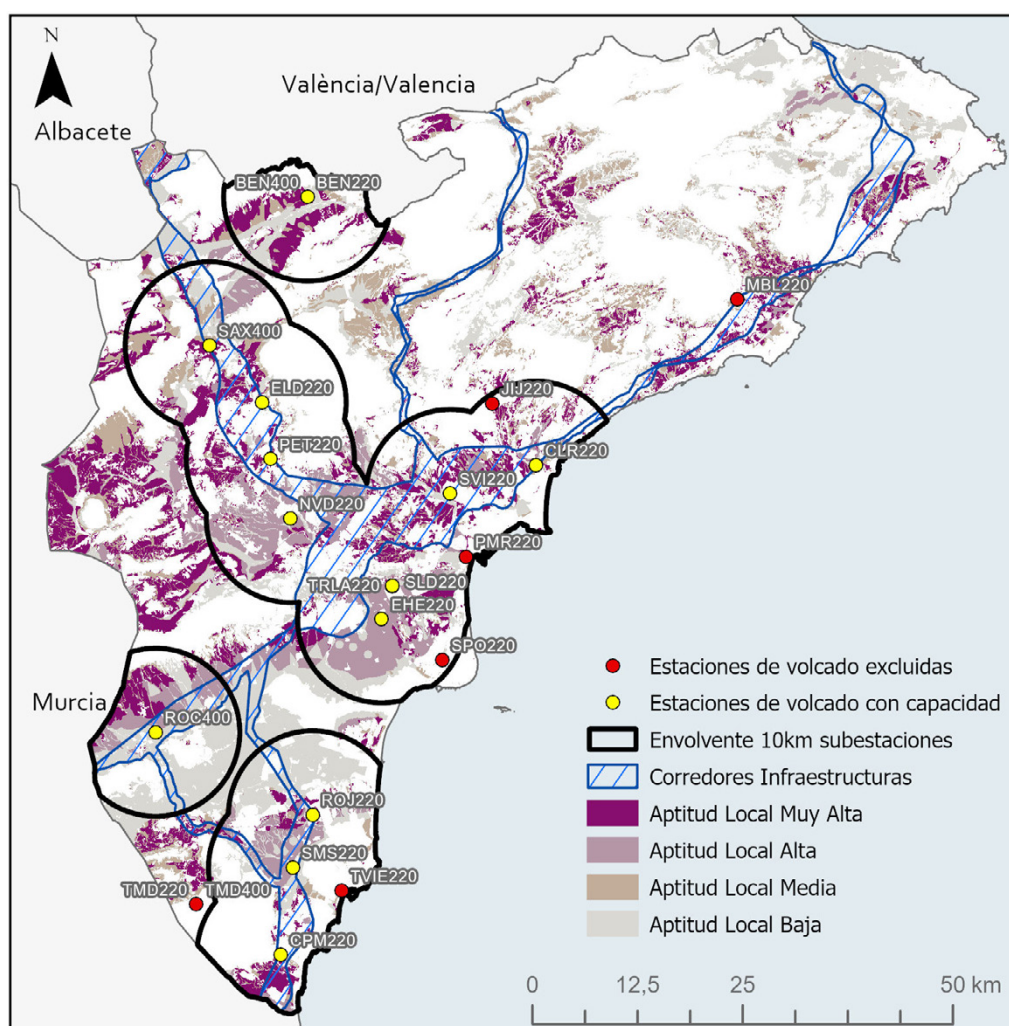 N
València/Valencia
Albacete
BEN400 BEN220
MBL220
SAX400
ELD220
JIJ220
PET220
CLR220
SVI220
NVD220
PMR220
TRLA220 SLD220
EHE220
SPO220
Murcia
ROC400
ROJ220
SMS220
TVIE220
TMD220 TMD400
CPM220
Estaciones de volcado excluidas
Estaciones de volcado con capacidad
Envolvente 10km subestaciones
Corredores Infraestructuras
Aptitud Local Muy Alta
Aptitud Local Alta
Aptitud Local Media
Aptitud Local Baja
0 12,5 25 50 km